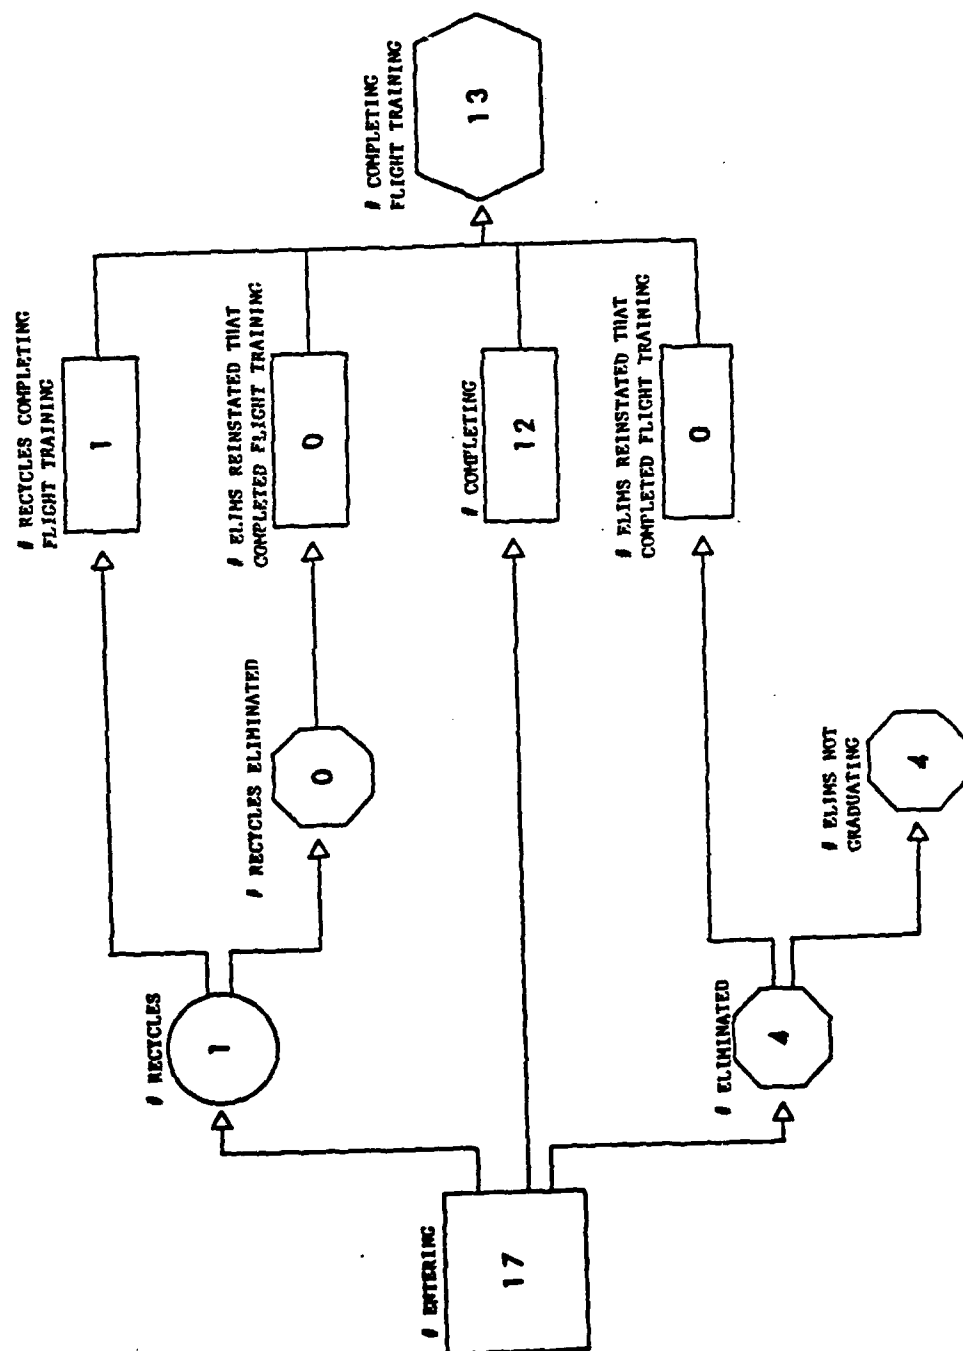 # ENTERING
17
# RECYCLES
1
# ELIMINATED
4
# RECYCLES ELIMINATED
0
# ELIMS NOT
GRADUATING
4
# RECYCLES COMPLETING
FLIGHT TRAINING
1
# ELIMS REINSTATED THAT
COMPLETED FLIGHT TRAINING
0
# COMPLETING
12
# ELIMS REINSTATED THAT
COMPLETED FLIGHT TRAINING
0
# COMPLETING
FLIGHT TRAINING
13